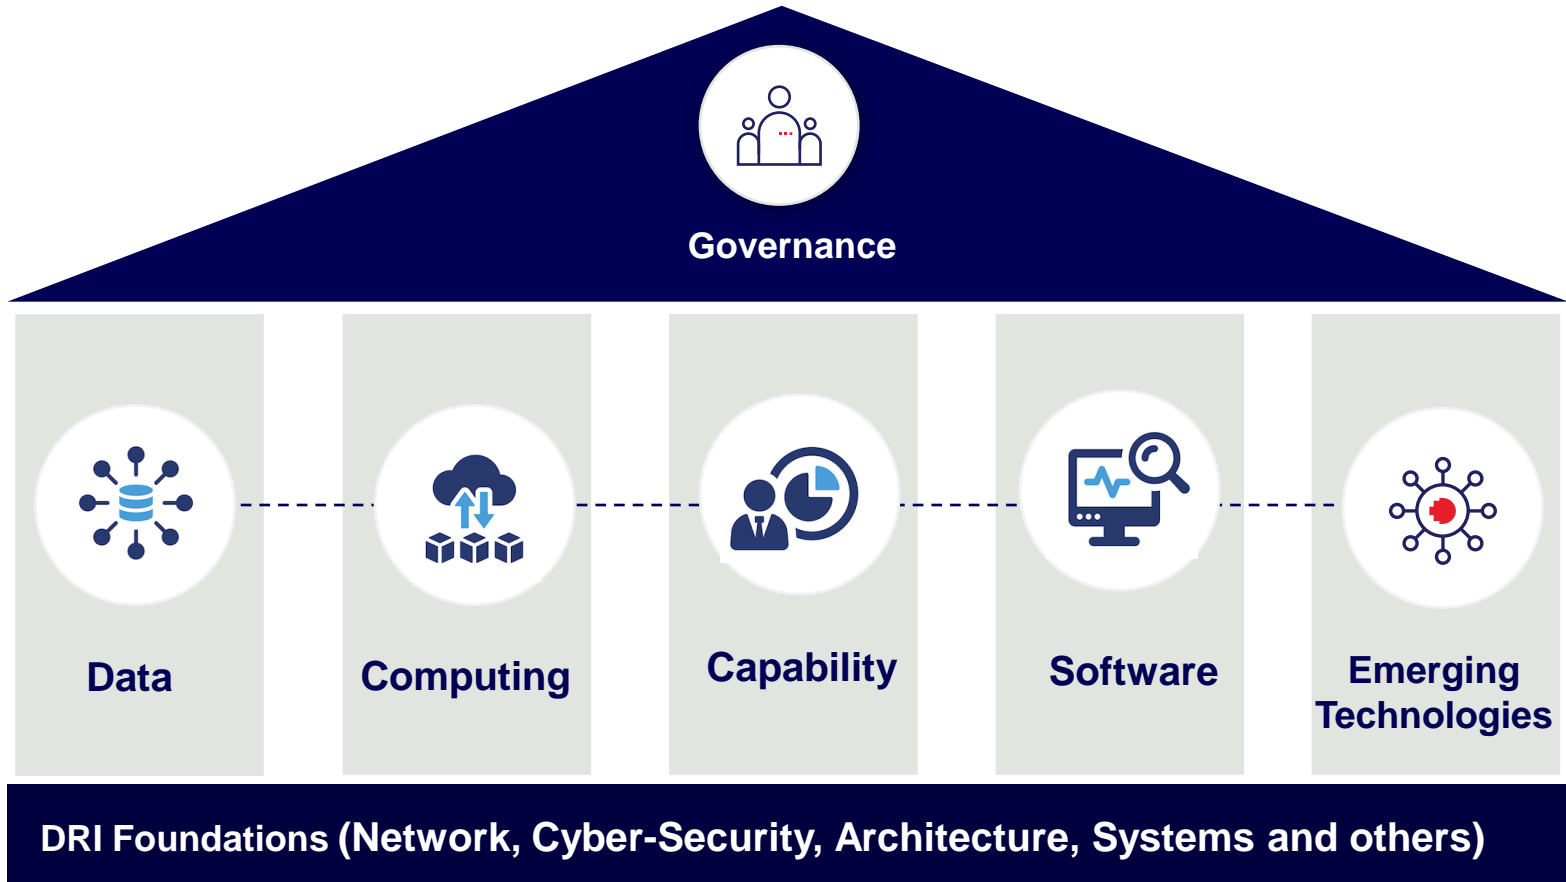 Governance
Data
Computing
Capability
Software
Emerging
Technologies
DRI Foundations (Network, Cyber-Security, Architecture, Systems and others)